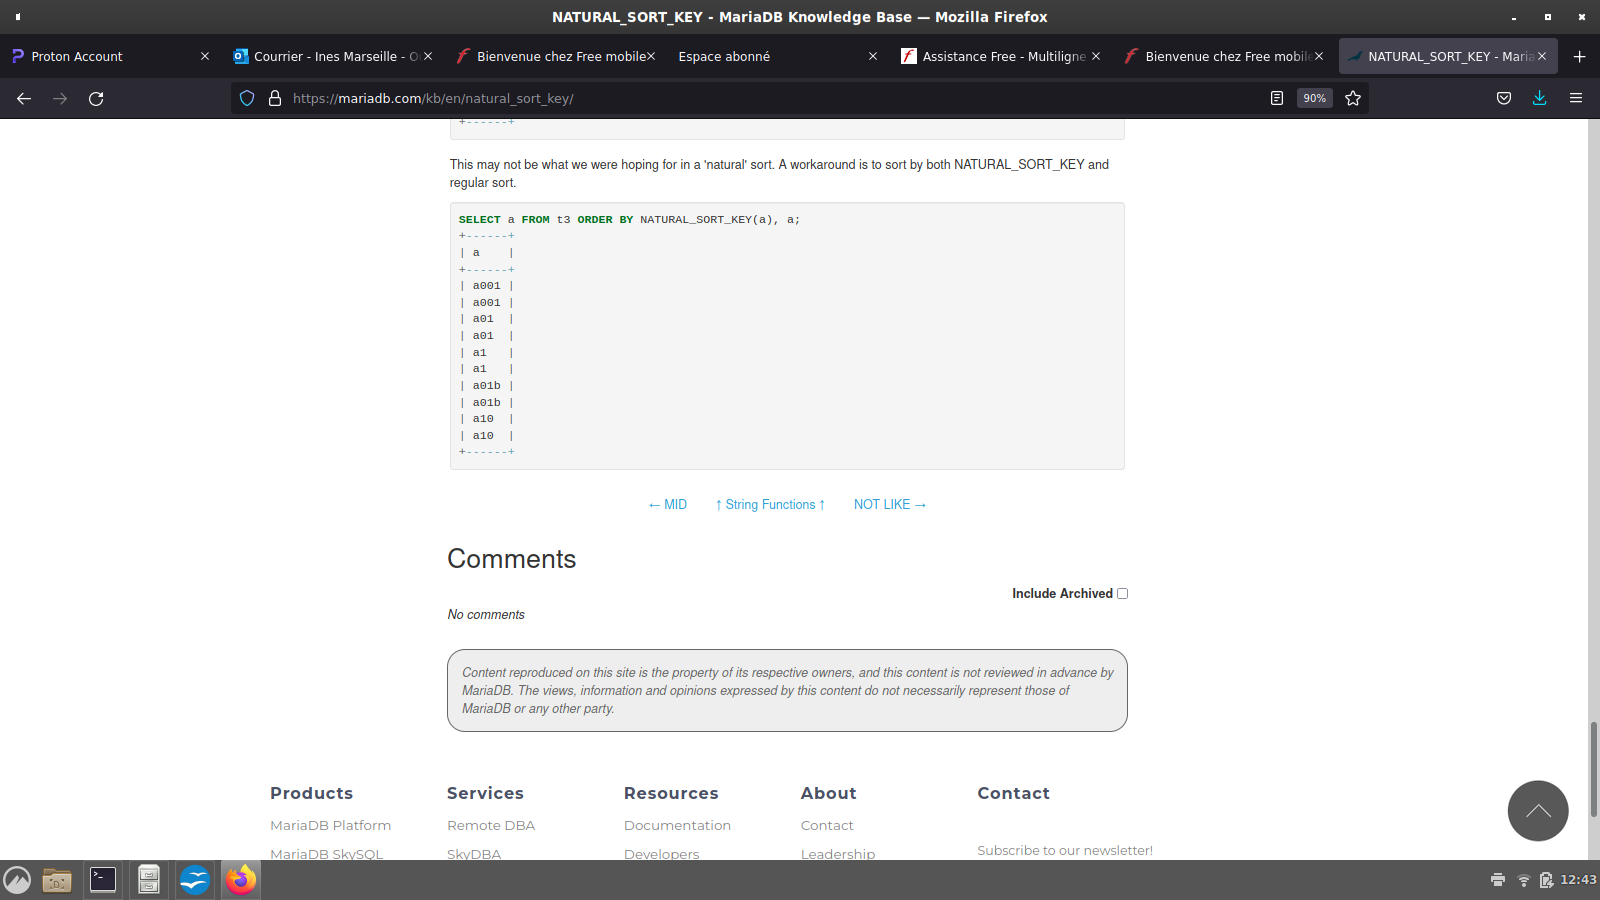 NATURAL_SORT_KEY - MariaDB Knowledge Base — Mozilla Firefox
Proton Account
Courrier - Ines Marseille - O
Bienvenue chez Free mobile
Espace abonné
Assistance Free - Multiligne
Bienvenue chez Free mobile
NATURAL_SORT_KEY - Maria
https://mariadb.com/kb/en/natural_sort_key/
90%
+------+
This may not be what we were hoping for in a 'natural' sort. A workaround is to sort by both NATURAL_SORT_KEY and
regular sort.
SELECT a FROM t3 ORDER BY NATURAL_SORT_KEY(a), a;
+------+
| a    |
+------+
| a001 |
| a001 |
| a01  |
| a01  |
| a1   |
| a1   |
| a01b |
| a01b |
| a10  |
| a10  |
+------+
← MID ↑ String Functions ↑ NOT LIKE →
Comments
Include Archived
No comments
Content reproduced on this site is the property of its respective owners, and this content is not reviewed in advance by
MariaDB. The views, information and opinions expressed by this content do not necessarily represent those of
MariaDB or any other party.
Products Services Resources About Contact
MariaDB Platform Remote DBA Documentation Contact
MariaDB SkySQL SkyDBA Developers Leadership Subscribe to our newsletter!
12:43